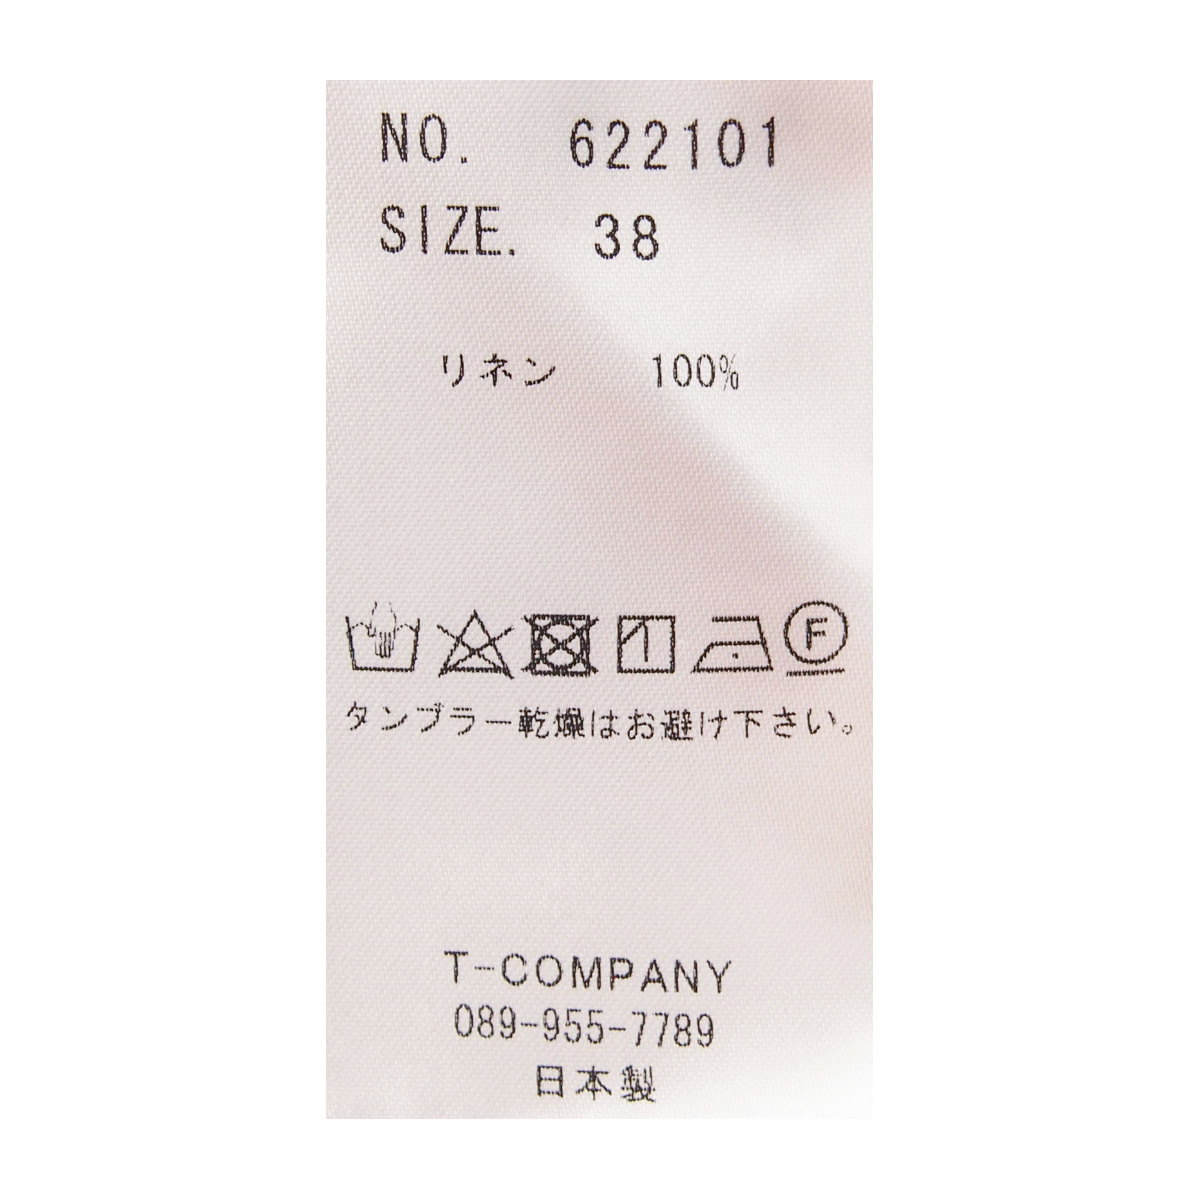 NO. 622101
SIZE. 38
リネン 100%
F
タンブラー乾燥はお避け下さい。
T-COMPANY
089-955-7789
日本製